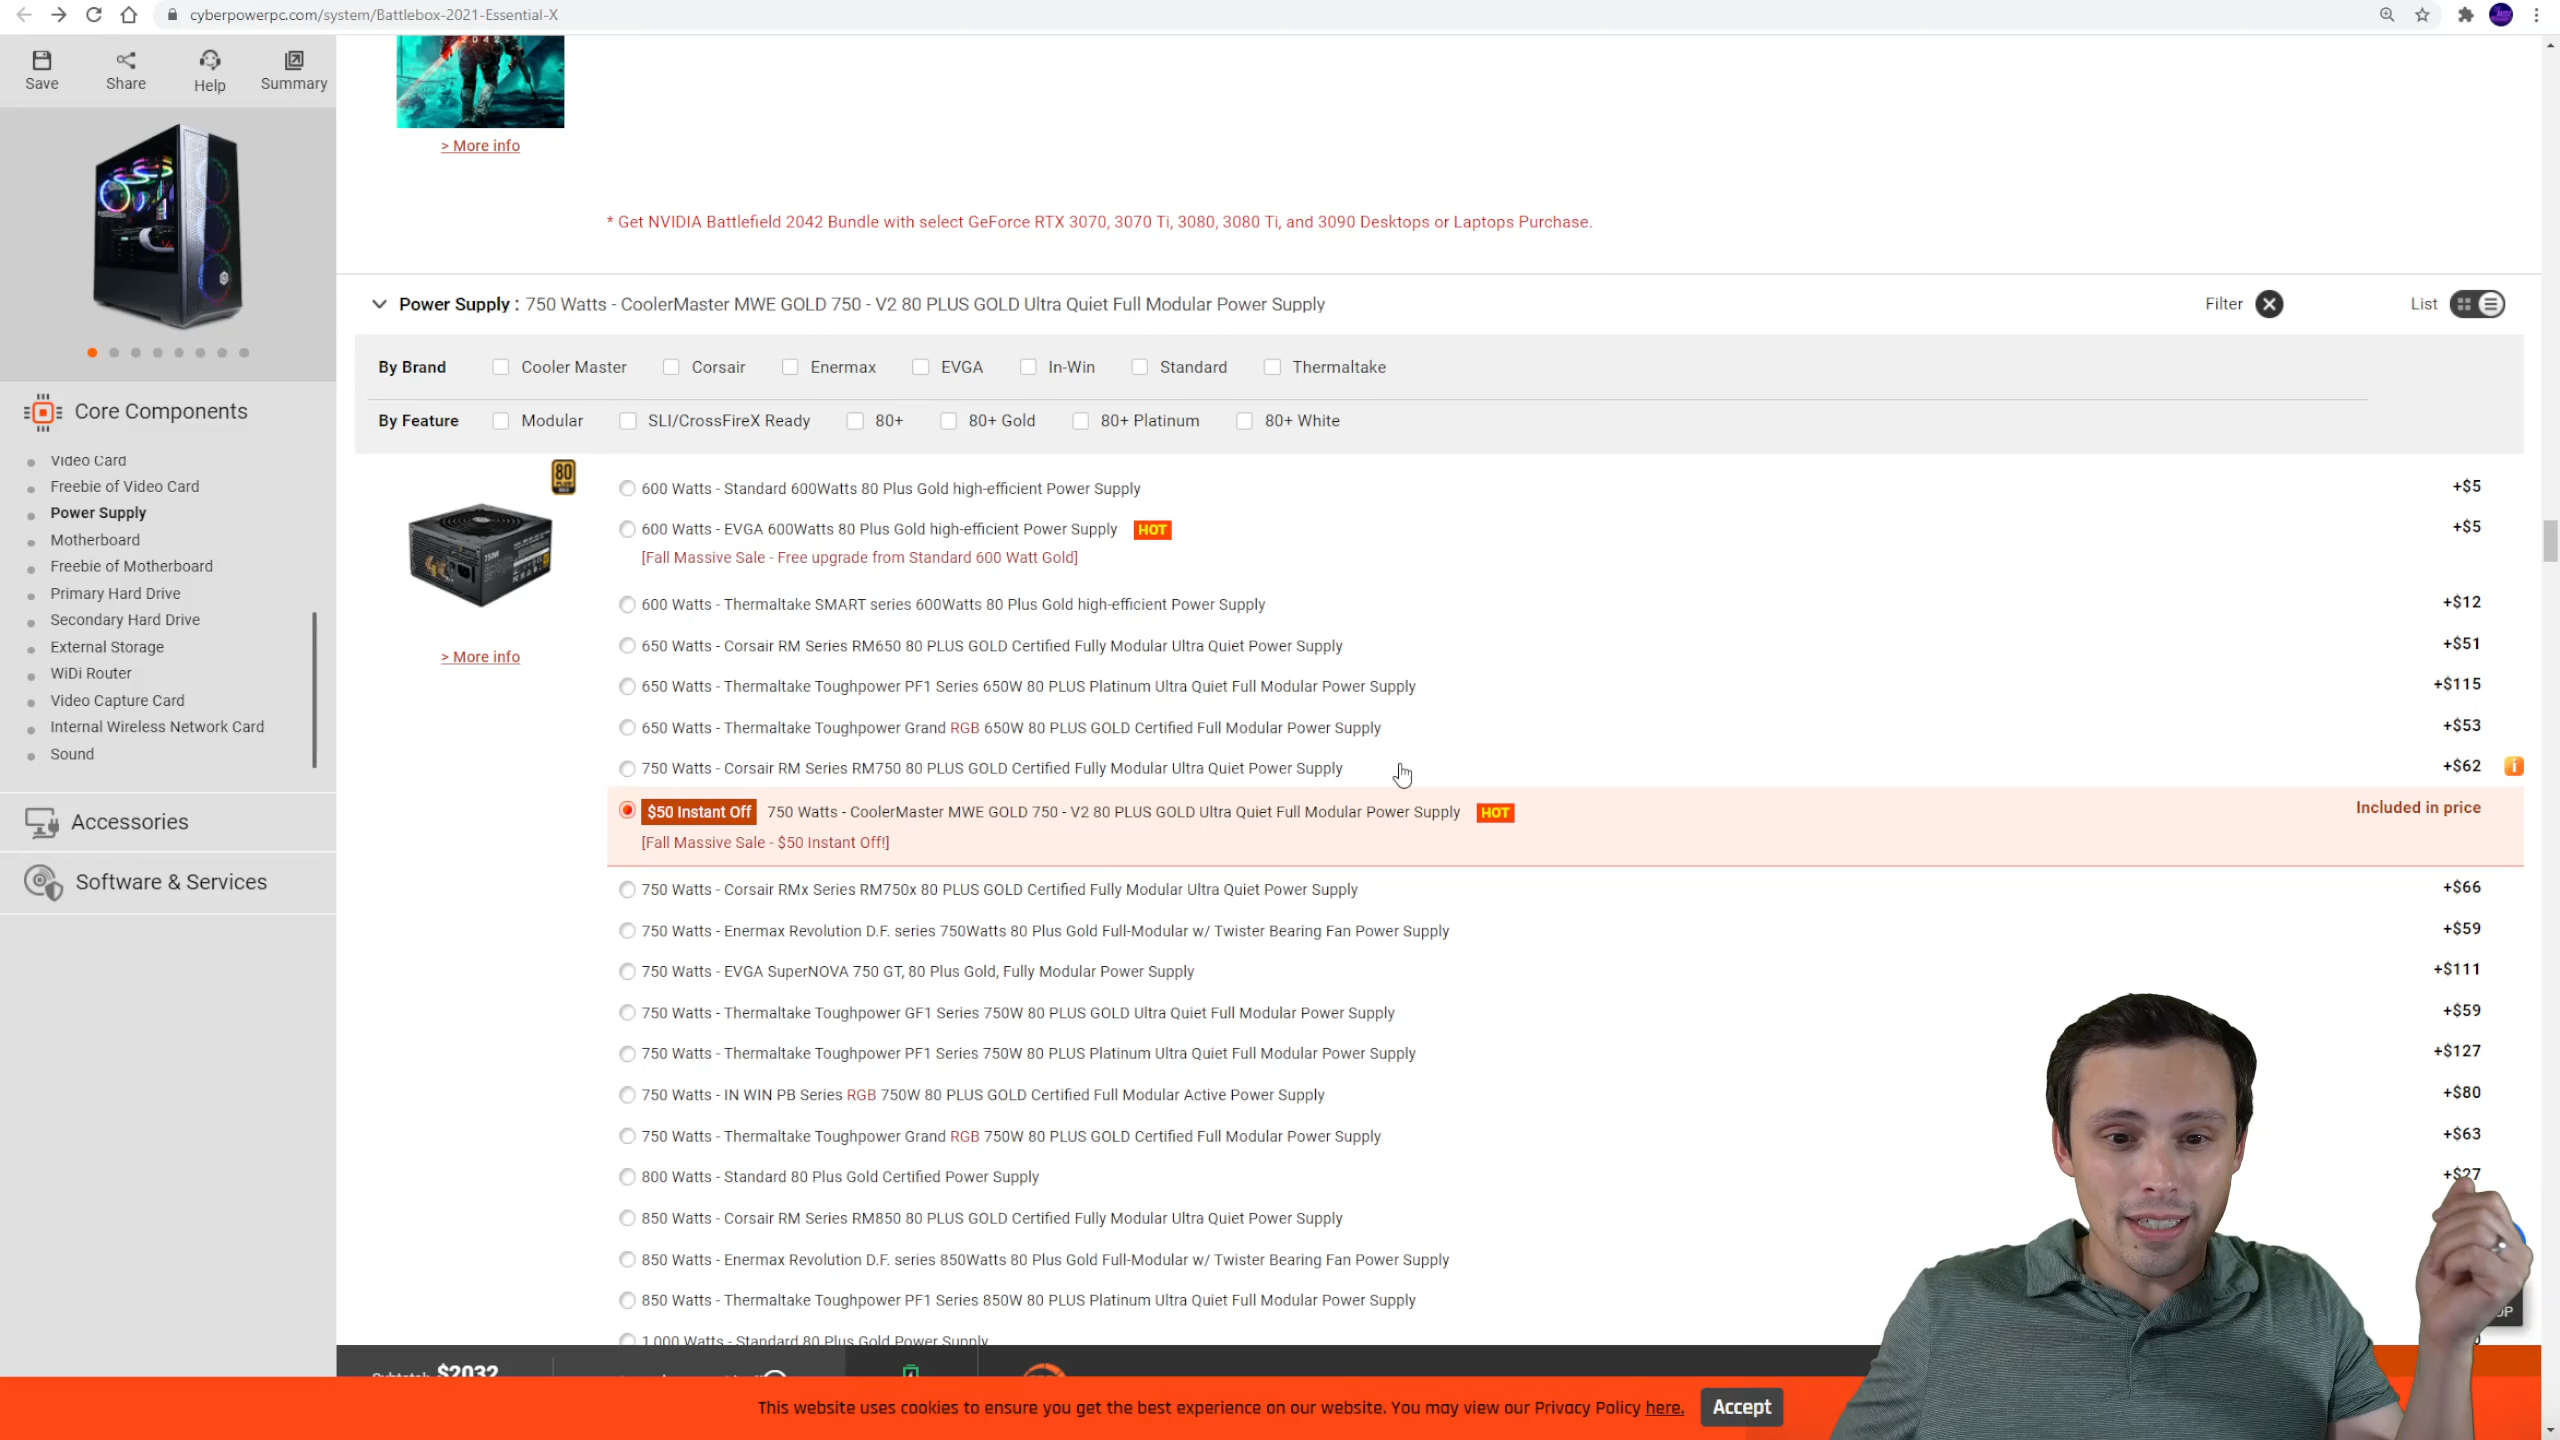 cyberpowerpc.com/system/Battlebox-2021-Essential-X
Save
Share
Help
Summary
2042
> More info
* Get NVIDIA Battlefield 2042 Bundle with select GeForce RTX 3070, 3070 Ti, 3080, 3080 Ti, and 3090 Desktops or Laptops Purchase.
Power Supply : 750 Watts - CoolerMaster MWE GOLD 750 - V2 80 PLUS GOLD Ultra Quiet Full Modular Power Supply
Filter
List
By Brand Cooler Master Corsair Enermax EVGA In-Win Standard Thermaltake
By Feature Modular SLI/CrossFireX Ready 80+ 80+ Gold 80+ Platinum 80+ White
Core Components
Video Card
Freebie of Video Card
Power Supply
Motherboard
Freebie of Motherboard
Primary Hard Drive
Secondary Hard Drive
External Storage
WiDi Router
Video Capture Card
Internal Wireless Network Card
Sound
Accessories
Software & Services
80
750W
> More info
600 Watts - Standard 600Watts 80 Plus Gold high-efficient Power Supply +$5
600 Watts - EVGA 600Watts 80 Plus Gold high-efficient Power Supply HOT +$5
[Fall Massive Sale - Free upgrade from Standard 600 Watt Gold]
600 Watts - Thermaltake SMART series 600Watts 80 Plus Gold high-efficient Power Supply +$12
650 Watts - Corsair RM Series RM650 80 PLUS GOLD Certified Fully Modular Ultra Quiet Power Supply +$51
650 Watts - Thermaltake Toughpower PF1 Series 650W 80 PLUS Platinum Ultra Quiet Full Modular Power Supply +$115
650 Watts - Thermaltake Toughpower Grand RGB 650W 80 PLUS GOLD Certified Full Modular Power Supply +$53
750 Watts - Corsair RM Series RM750 80 PLUS GOLD Certified Fully Modular Ultra Quiet Power Supply +$62 i
$50 Instant Off 750 Watts - CoolerMaster MWE GOLD 750 - V2 80 PLUS GOLD Ultra Quiet Full Modular Power Supply HOT Included in price
[Fall Massive Sale - $50 Instant Off!]
750 Watts - Corsair RMx Series RM750x 80 PLUS GOLD Certified Fully Modular Ultra Quiet Power Supply +$66
750 Watts - Enermax Revolution D.F. series 750Watts 80 Plus Gold Full-Modular w/ Twister Bearing Fan Power Supply +$59
750 Watts - EVGA SuperNOVA 750 GT, 80 Plus Gold, Fully Modular Power Supply +$111
750 Watts - Thermaltake Toughpower GF1 Series 750W 80 PLUS GOLD Ultra Quiet Full Modular Power Supply +$59
750 Watts - Thermaltake Toughpower PF1 Series 750W 80 PLUS Platinum Ultra Quiet Full Modular Power Supply +$127
750 Watts - IN WIN PB Series RGB 750W 80 PLUS GOLD Certified Full Modular Active Power Supply +$80
750 Watts - Thermaltake Toughpower Grand RGB 750W 80 PLUS GOLD Certified Full Modular Power Supply +$63
800 Watts - Standard 80 Plus Gold Certified Power Supply +$27
850 Watts - Corsair RM Series RM850 80 PLUS GOLD Certified Fully Modular Ultra Quiet Power Supply
850 Watts - Enermax Revolution D.F. series 850Watts 80 Plus Gold Full-Modular w/ Twister Bearing Fan Power Supply
850 Watts - Thermaltake Toughpower PF1 Series 850W 80 PLUS Platinum Ultra Quiet Full Modular Power Supply
1,000 Watts - Standard 80 Plus Gold Power Supply
Subtotal: $2032
This website uses cookies to ensure you get the best experience on our website. You may view our Privacy Policy here. Accept